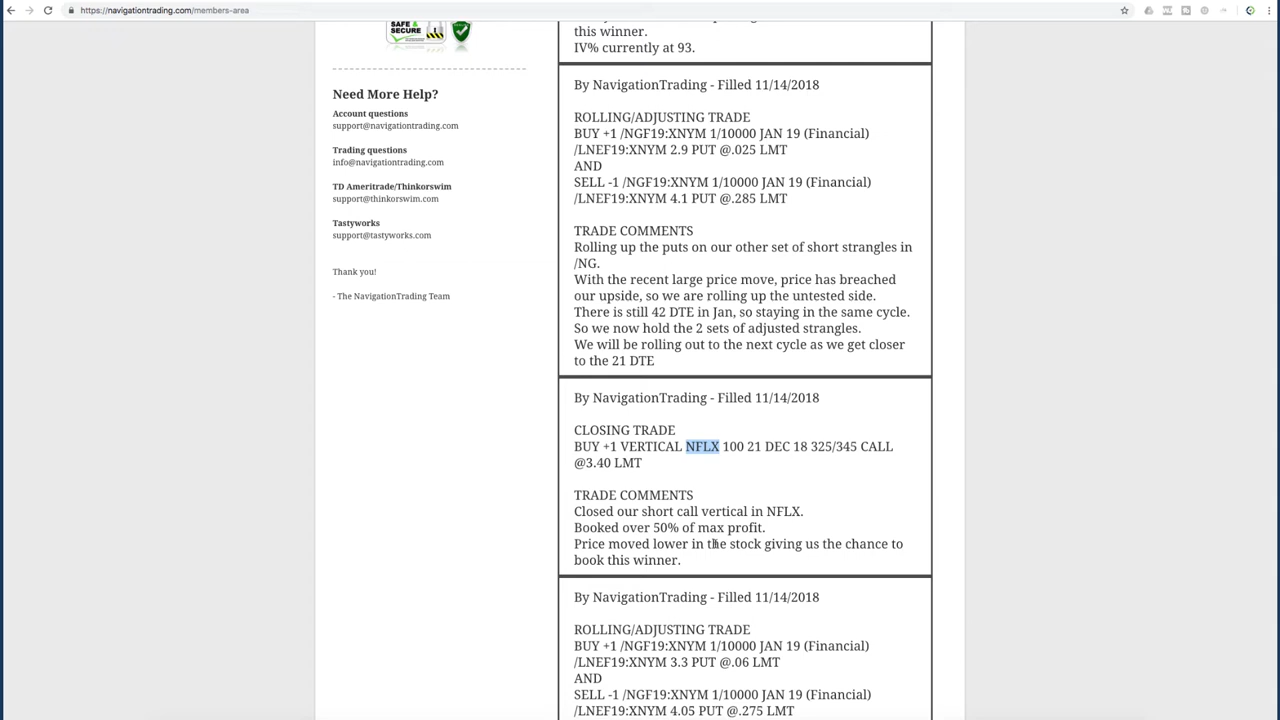 https://navigationtrading.com/members-area
SAFE &
SECURE
Need More Help?
Account questions
support@navigationtrading.com
Trading questions
info@navigationtrading.com
TD Ameritrade/Thinkorswim
support@thinkorswim.com
Tastyworks
support@tastyworks.com
Thank you!
- The NavigationTrading Team
this winner.
IV% currently at 93.
By NavigationTrading - Filled 11/14/2018
ROLLING/ADJUSTING TRADE
BUY +1 /NGF19:XNYM 1/10000 JAN 19 (Financial)
/LNEF19:XNYM 2.9 PUT @.025 LMT
AND
SELL -1 /NGF19:XNYM 1/10000 JAN 19 (Financial)
/LNEF19:XNYM 4.1 PUT @.285 LMT
TRADE COMMENTS
Rolling up the puts on our other set of short strangles in
/NG.
With the recent large price move, price has breached
our upside, so we are rolling up the untested side.
There is still 42 DTE in Jan, so staying in the same cycle.
So we now hold the 2 sets of adjusted strangles.
We will be rolling out to the next cycle as we get closer
to the 21 DTE
By NavigationTrading - Filled 11/14/2018
CLOSING TRADE
BUY +1 VERTICAL NFLX 100 21 DEC 18 325/345 CALL
@3.40 LMT
TRADE COMMENTS
Closed our short call vertical in NFLX.
Booked over 50% of max profit.
Price moved lower in the stock giving us the chance to
book this winner.
By NavigationTrading - Filled 11/14/2018
ROLLING/ADJUSTING TRADE
BUY +1 /NGF19:XNYM 1/10000 JAN 19 (Financial)
/LNEF19:XNYM 3.3 PUT @.06 LMT
AND
SELL -1 /NGF19:XNYM 1/10000 JAN 19 (Financial)
/LNEF19:XNYM 4.05 PUT @.275 LMT